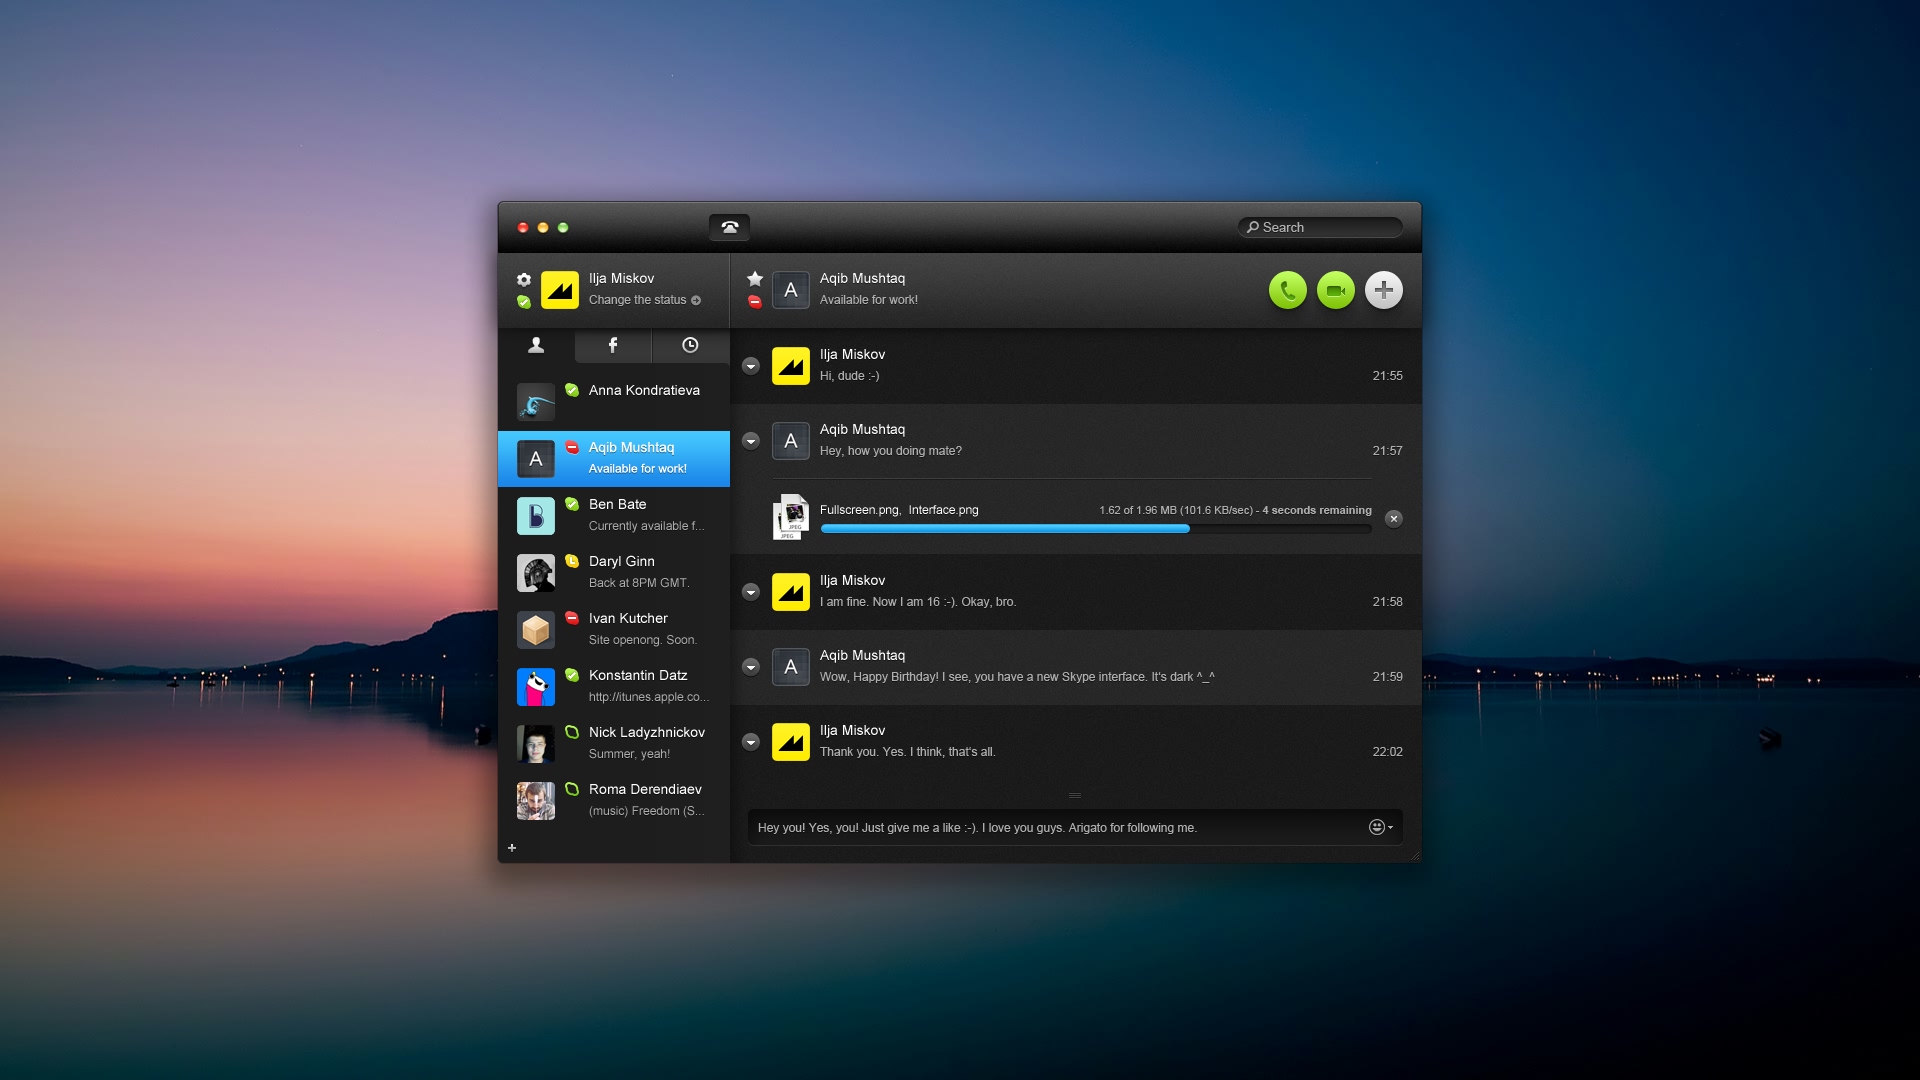 Search
Ilja Miskov
Change the status
Aqib Mushtaq
Available for work!
f
Anna Kondratieva
A
Aqib Mushtaq
Available for work!
Ben Bate
Currently available f...
Daryl Ginn
Back at 8PM GMT.
Ivan Kutcher
Site openong. Soon.
Konstantin Datz
http://itunes.apple.co...
Nick Ladyzhnickov
Summer, yeah!
Roma Derendiaev
(music) Freedom (S...
A
Ilja Miskov
Hi, dude :-)
21:55
A
Aqib Mushtaq
Hey, how you doing mate?
21:57
JPEG
JPEG
Fullscreen.png, Interface.png
1.62 of 1.96 MB (101.6 KB/sec) - 4 seconds remaining
Ilja Miskov
I am fine. Now I am 16 :-). Okay, bro.
21:58
A
Aqib Mushtaq
Wow, Happy Birthday! I see, you have a new Skype interface. It's dark ^_^
21:59
Ilja Miskov
Thank you. Yes. I think, that's all.
22:02
Hey you! Yes, you! Just give me a like :-). I love you guys. Arigato for following me.